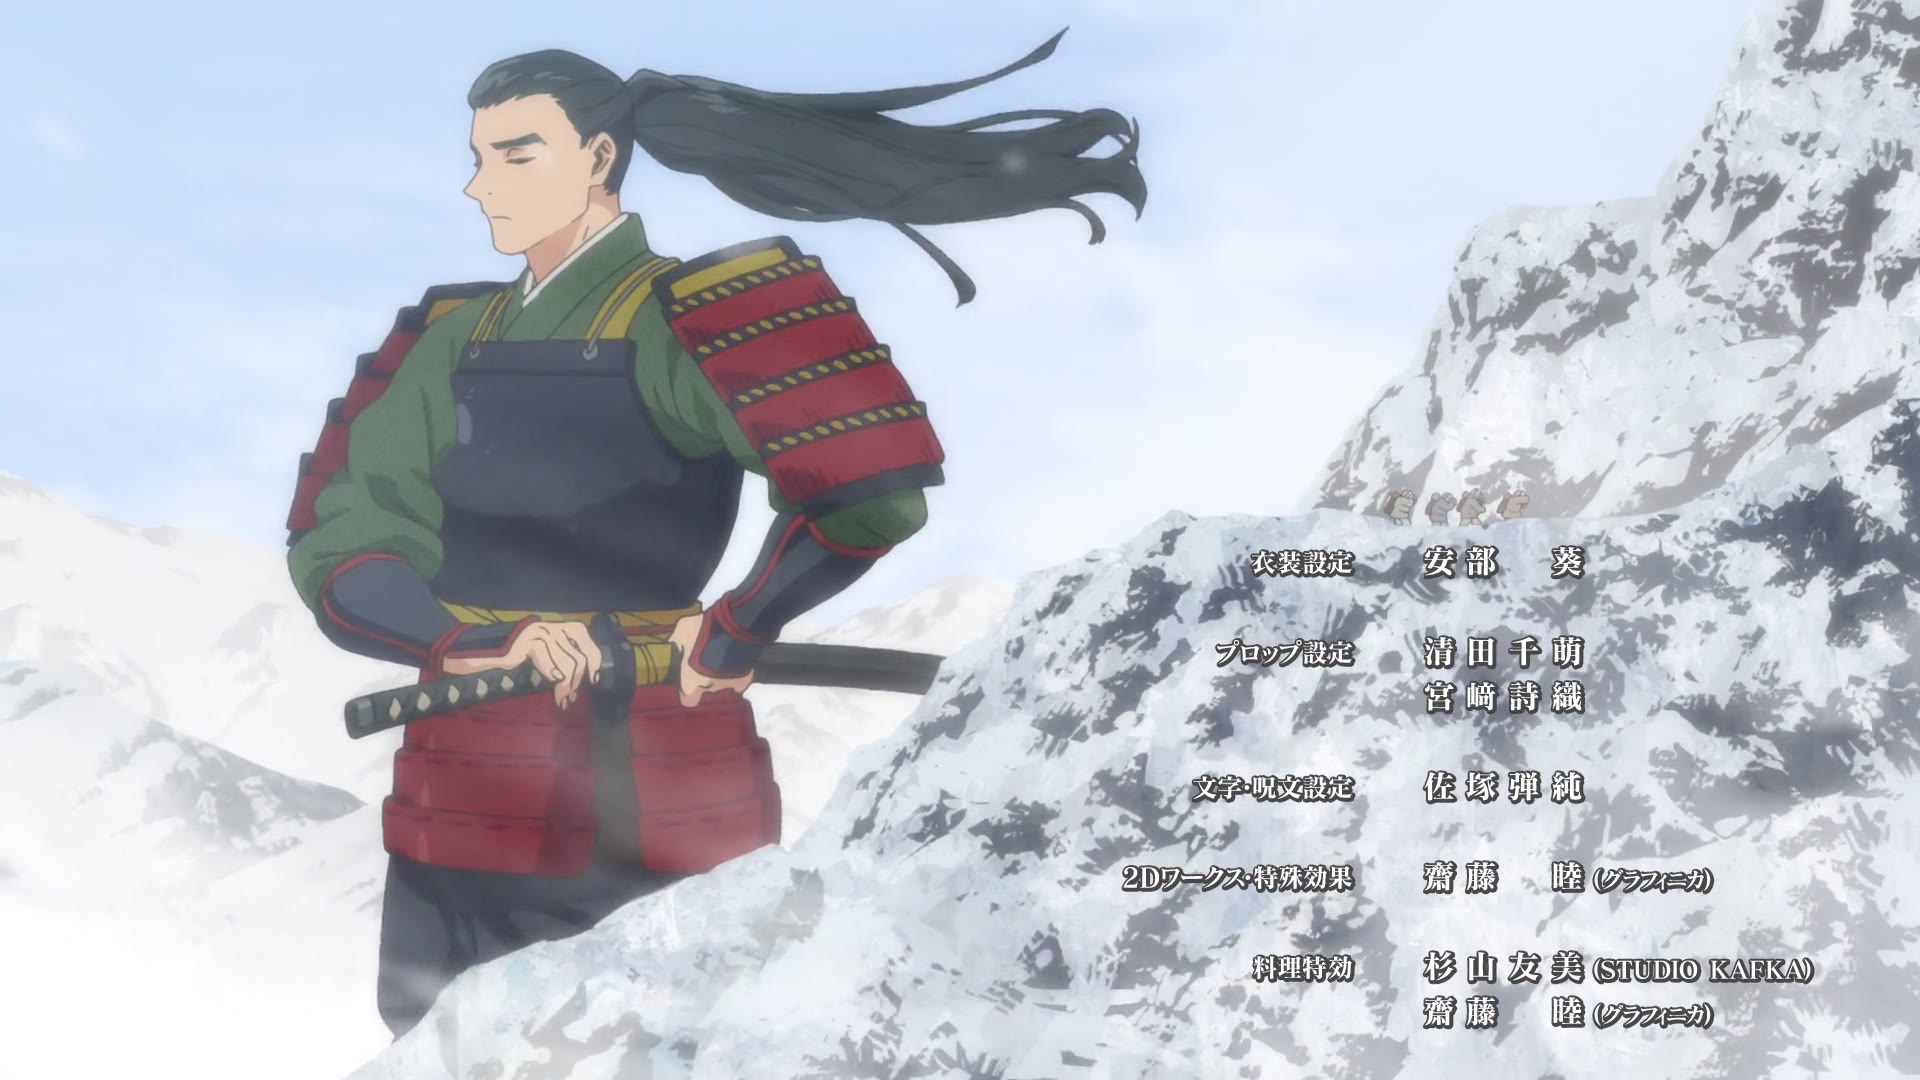 衣装設定 安部 葵
プロップ設定 清田千萌
宮﨑詩織
文字・呪文設定 佐塚弾純
2Dワークス・特殊効果 齋藤 睦(グラフィニカ)
料理特効 杉山友美(STUDIO KAFKA)
齋藤 睦(グラフィニカ)